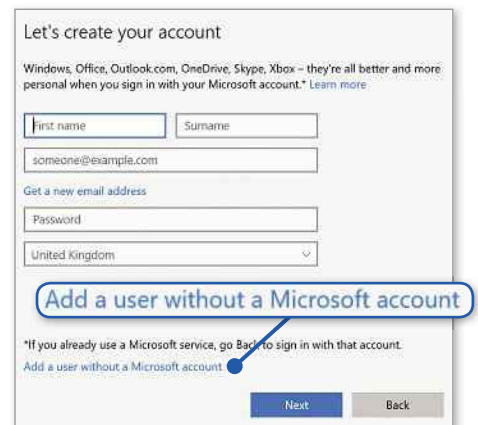 Let's create your account
Windows, Office, Outlook.com, OneDrive, Skype, Xbox – they're all better and more
personal when you sign in with your Microsoft account.* Learn more
First name
Surname
someone@example.com
Get a new email address
Password
United Kingdom
Add a user without a Microsoft account
*If you already use a Microsoft service, go Back to sign in with that account.
Add a user without a Microsoft account
Next
Back